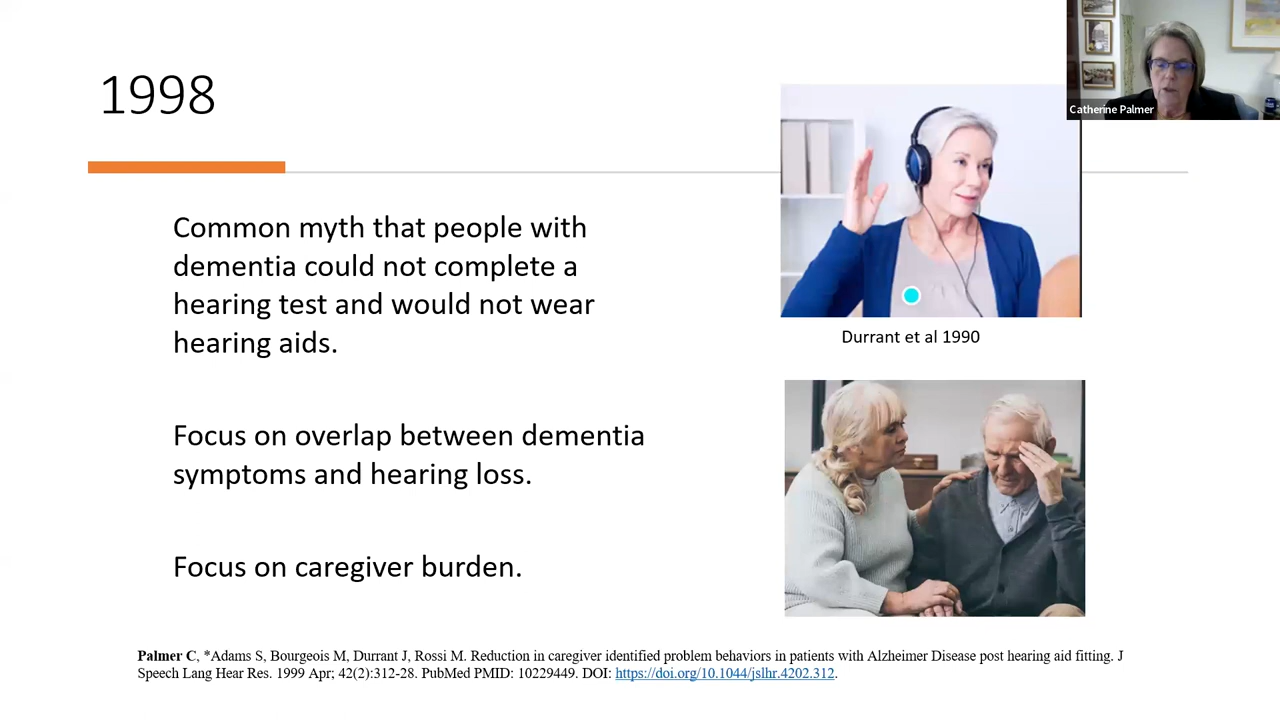 1998
Catherine Palmer
Common myth that people with
dementia could not complete a
hearing test and would not wear
hearing aids.
Durrant et al 1990
Focus on overlap between dementia
symptoms and hearing loss.
Focus on caregiver burden.
Palmer C, *Adams S, Bourgeois M, Durrant J, Rossi M. Reduction in caregiver identified problem behaviors in patients with Alzheimer Disease post hearing aid fitting. J
Speech Lang Hear Res. 1999 Apr; 42(2):312-28. PubMed PMID: 10229449. DOI: https://doi.org/10.1044/jslhr.4202.312.